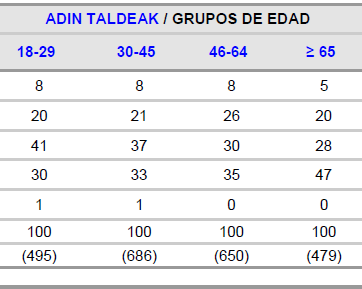 ADIN TALDEAK / GRUPOS DE EDAD
18-29 30-45 46-64 ≥ 65
8 8 8 5
20 21 26 20
41 37 30 28
30 33 35 47
1 1 0 0
100 100 100 100
(495) (686) (650) (479)